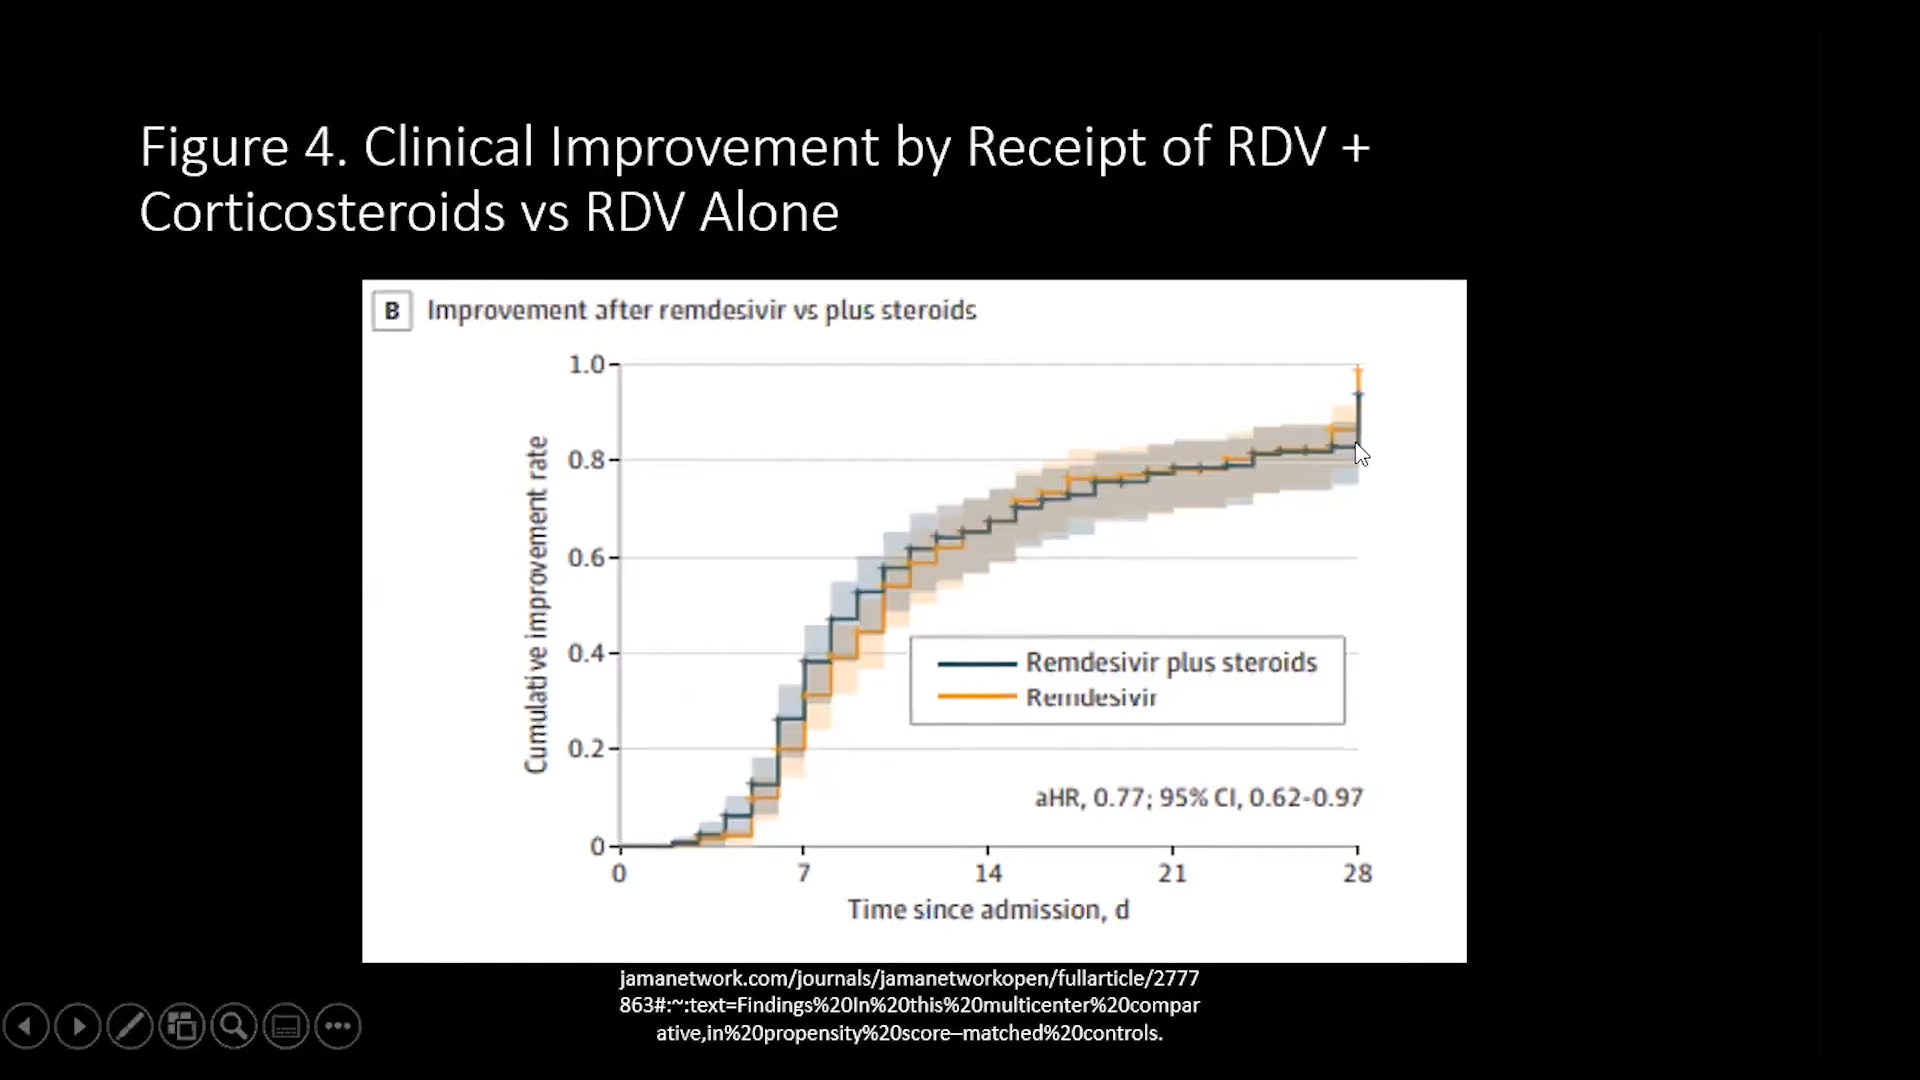 Figure 4. Clinical Improvement by Receipt of RDV +
Corticosteroids vs RDV Alone
B Improvement after remdesivir vs plus steroids
1.0
0.8
0.6
0.4
0.2
0
Cumulative improvement rate
Remdesivir plus steroids
Remdesivir
aHR, 0.77; 95% CI, 0.62-0.97
0 7 14 21 28
Time since admission, d
jamanetwork.com/journals/jamanetworkopen/fullarticle/2777
863#:~:text=Findings%20In%20this%20multicenter%20compar
ative,in%20propensity%20score–matched%20controls.